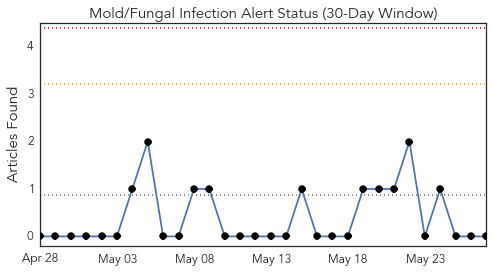 Mold/Fungal Infection Alert Status (30-Day Window)
Articles Found
4
3
2
1
0
Apr 28 May 03 May 08 May 13 May 18 May 23